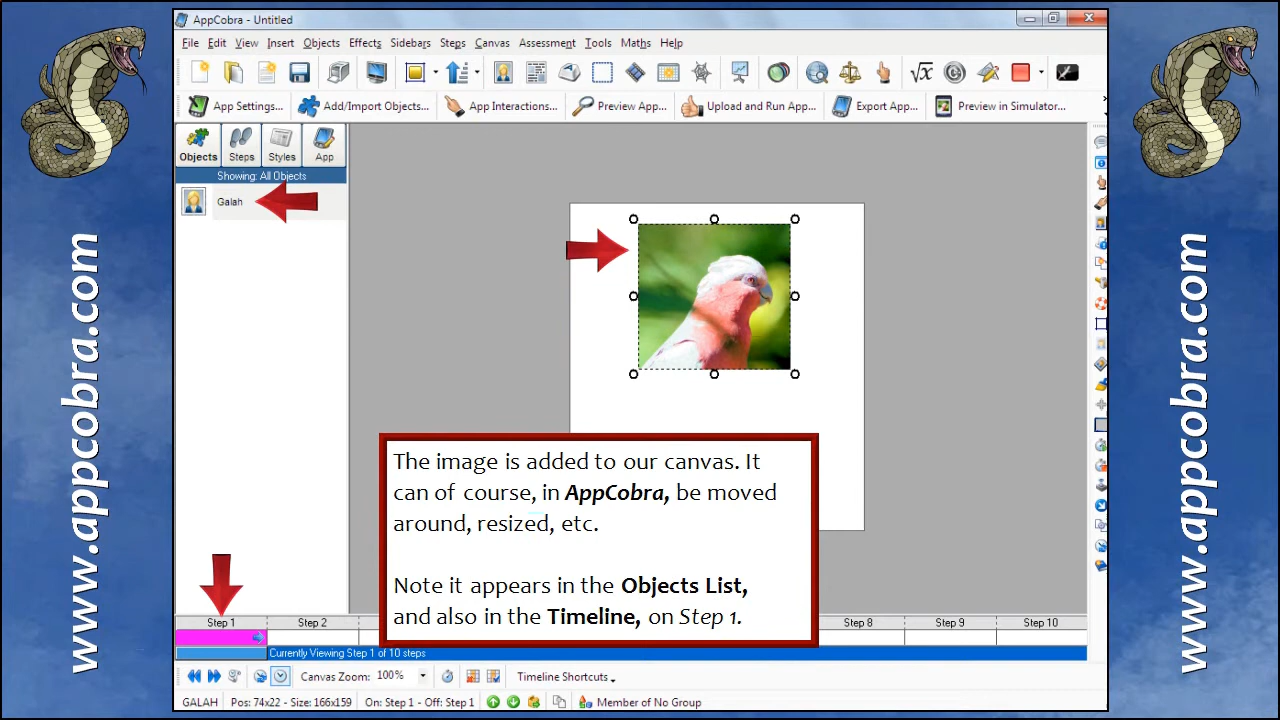 AppCobra - Untitled
File Edit View Insert Objects Effects Sidebars Steps Canvas Assessment Tools Maths Help
App Settings... Add/Import Objects... App Interactions... Preview App... Upload and Run App... Export App... Preview in Simulator...
Objects Steps Styles App
Showing: All Objects
Galah
www.appcobra.com
www.appcobra.com
The image is added to our canvas. It
can of course, in AppCobra, be moved
around, resized, etc.
Note it appears in the Objects List,
and also in the Timeline, on Step 1.
Step 1 Step 2 Step 8 Step 9 Step 10
Currently Viewing Step 1 of 10 steps
Canvas Zoom: 100% Timeline Shortcuts
GALAH Pos: 74x22 - Size: 166x159 On: Step 1 - Off: Step 1 Member of No Group